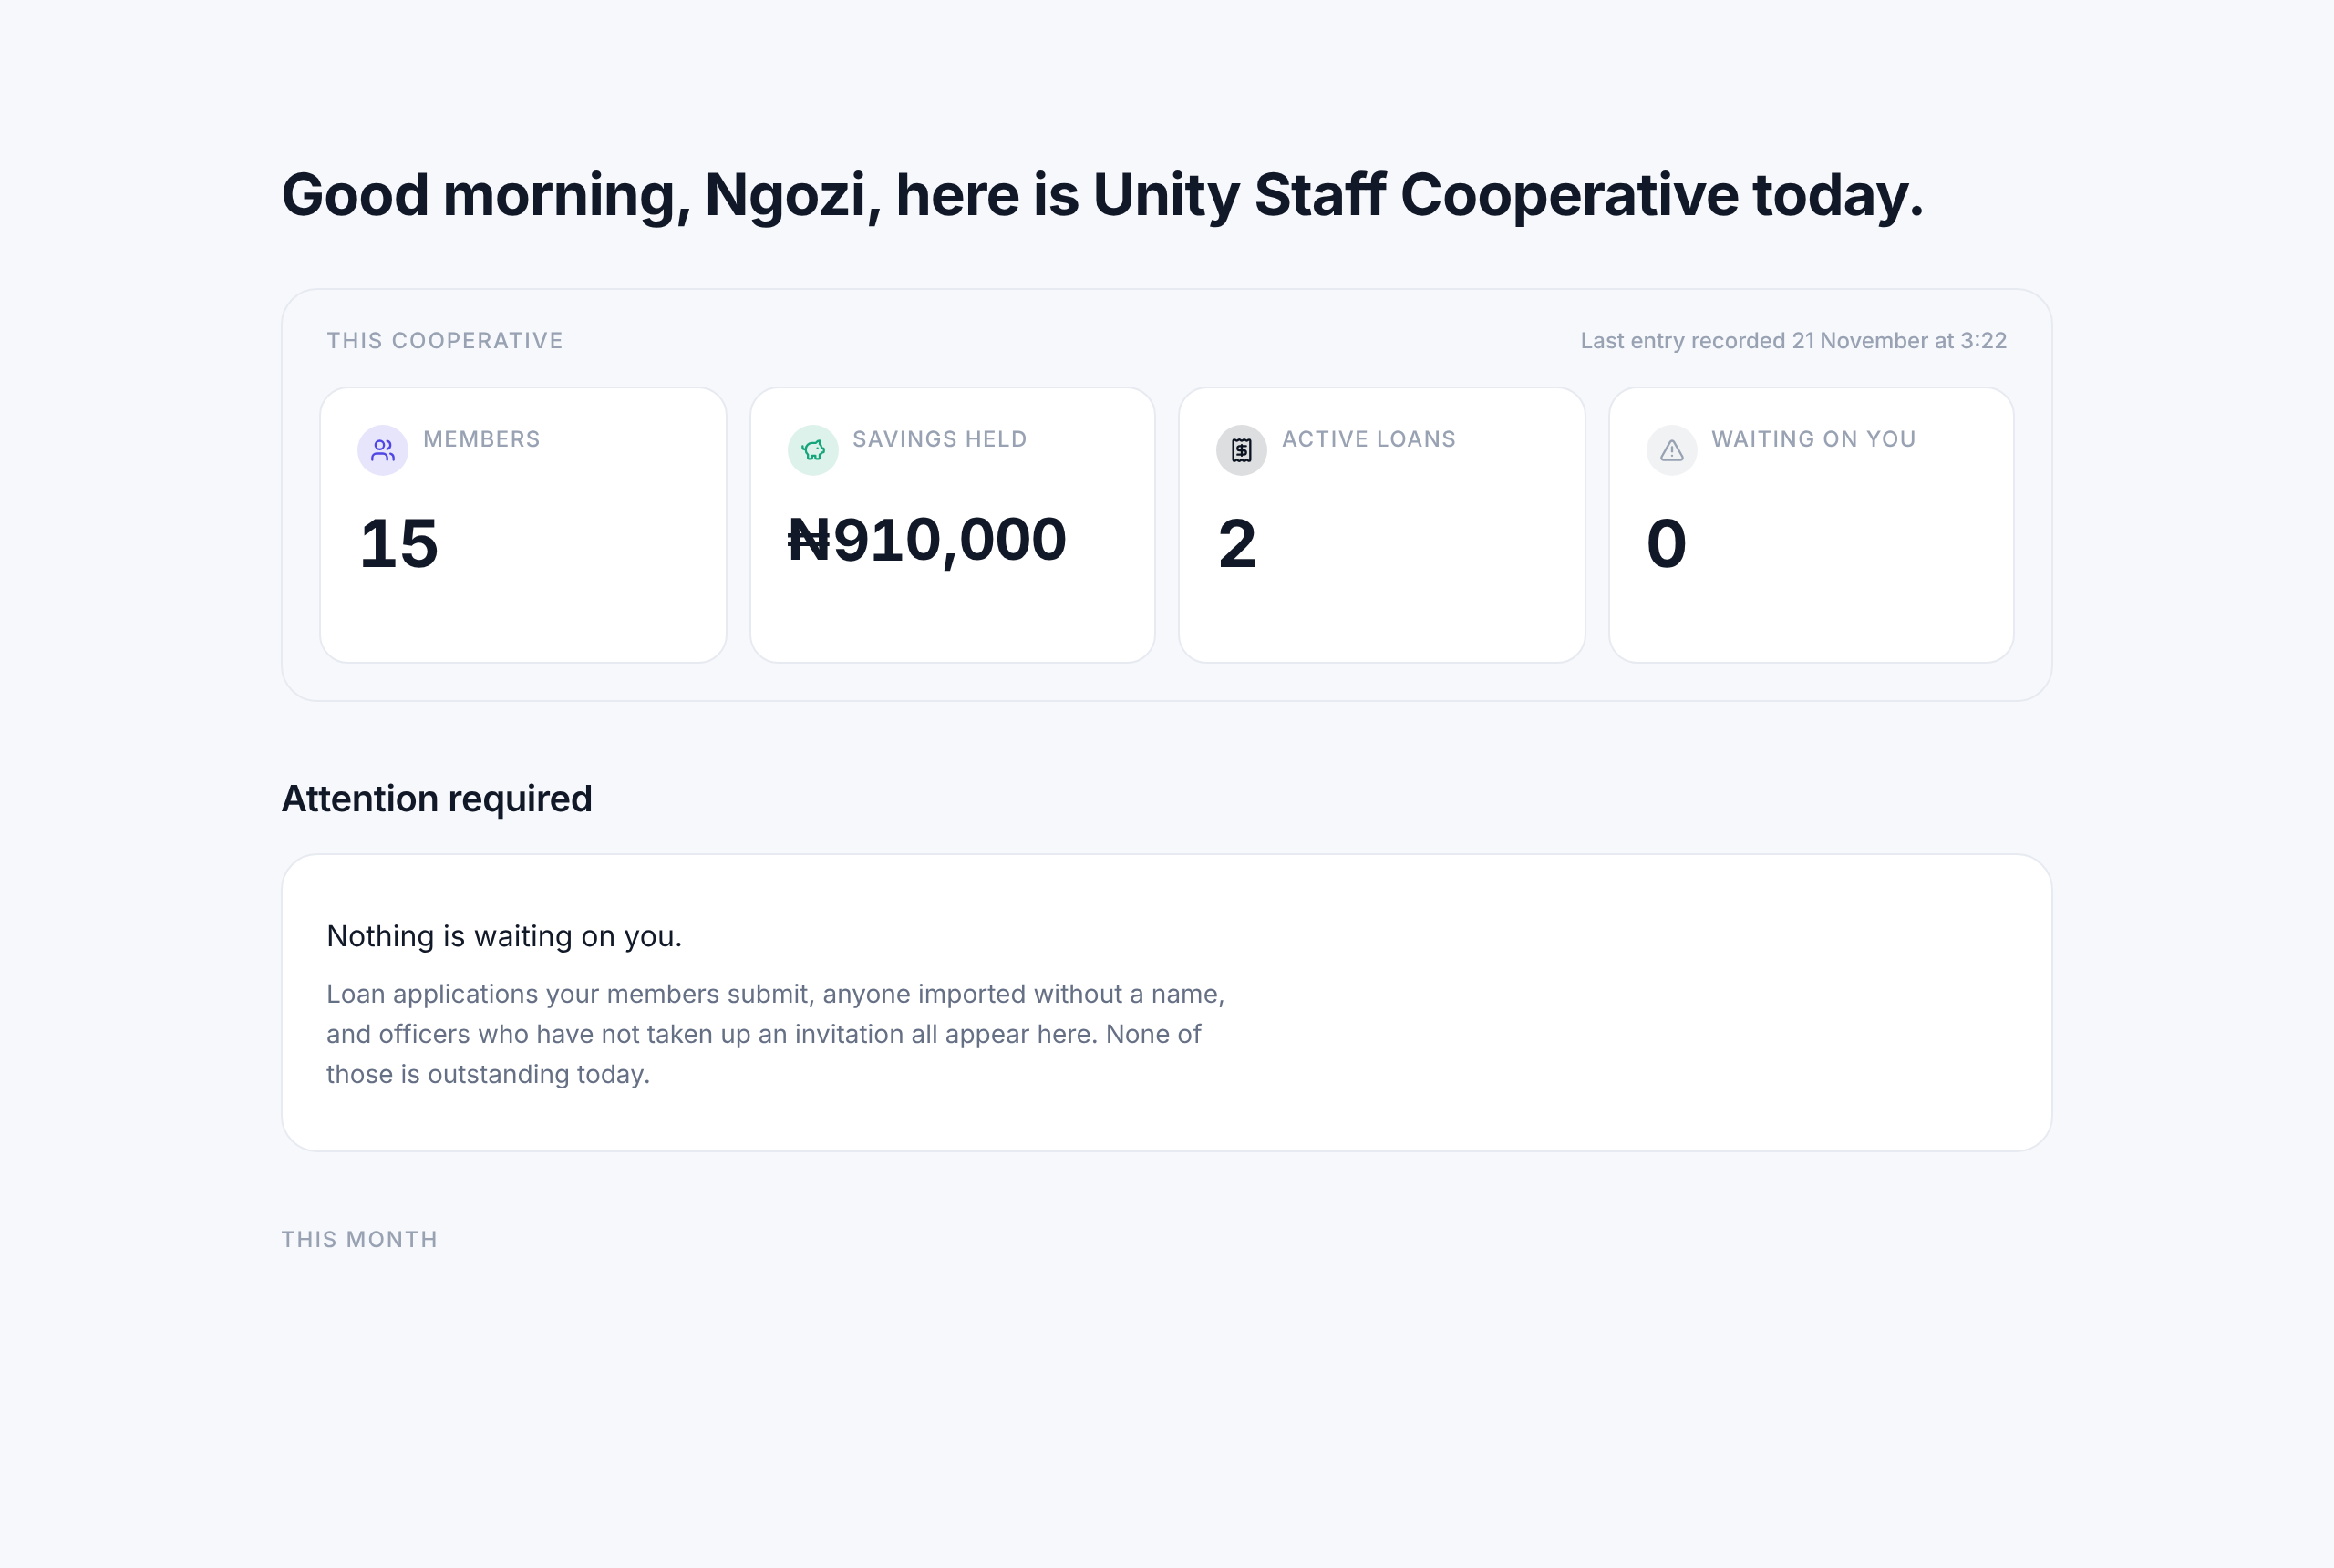 Good morning, Ngozi, here is Unity Staff Cooperative today.
THIS COOPERATIVE
Last entry recorded 21 November at 3:22
MEMBERS
15
SAVINGS HELD
₦910,000
ACTIVE LOANS
2
WAITING ON YOU
0
Attention required
Nothing is waiting on you.
Loan applications your members submit, anyone imported without a name,
and officers who have not taken up an invitation all appear here. None of
those is outstanding today.
THIS MONTH